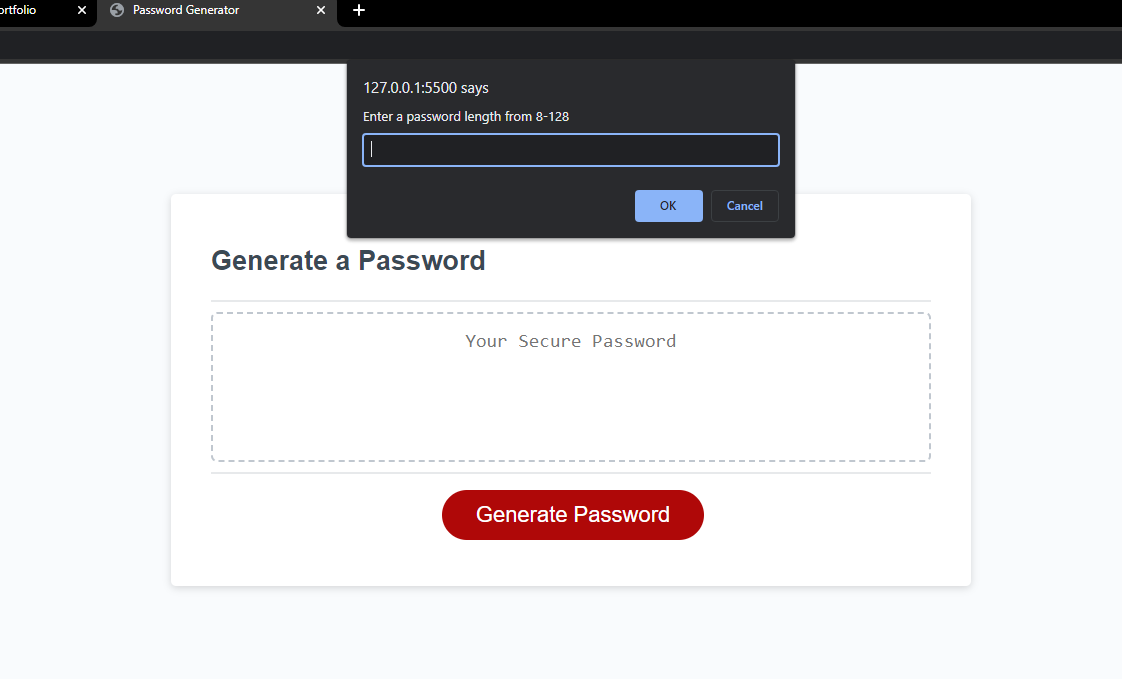 ortfolio
Password Generator
127.0.0.1:5500 says
Enter a password length from 8-128
OK
Cancel
Generate a Password
Your Secure Password
Generate Password